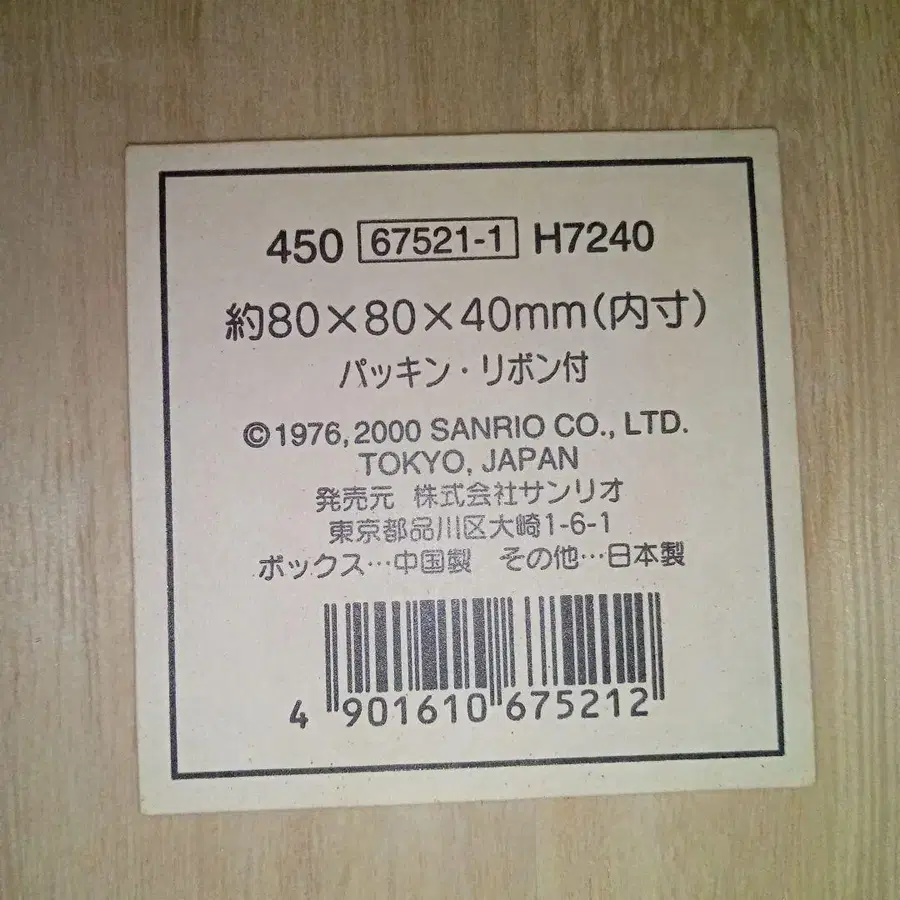 450 67521-1 H7240
約80×80×40mm(内寸)
パッキン・リボン付
©1976,2000 SANRIO CO., LTD.
TOKYO, JAPAN
発売元 株式会社サンリオ
東京都品川区大崎1-6-1
ボックス…中国製 その他…日本製
4 901610 675212